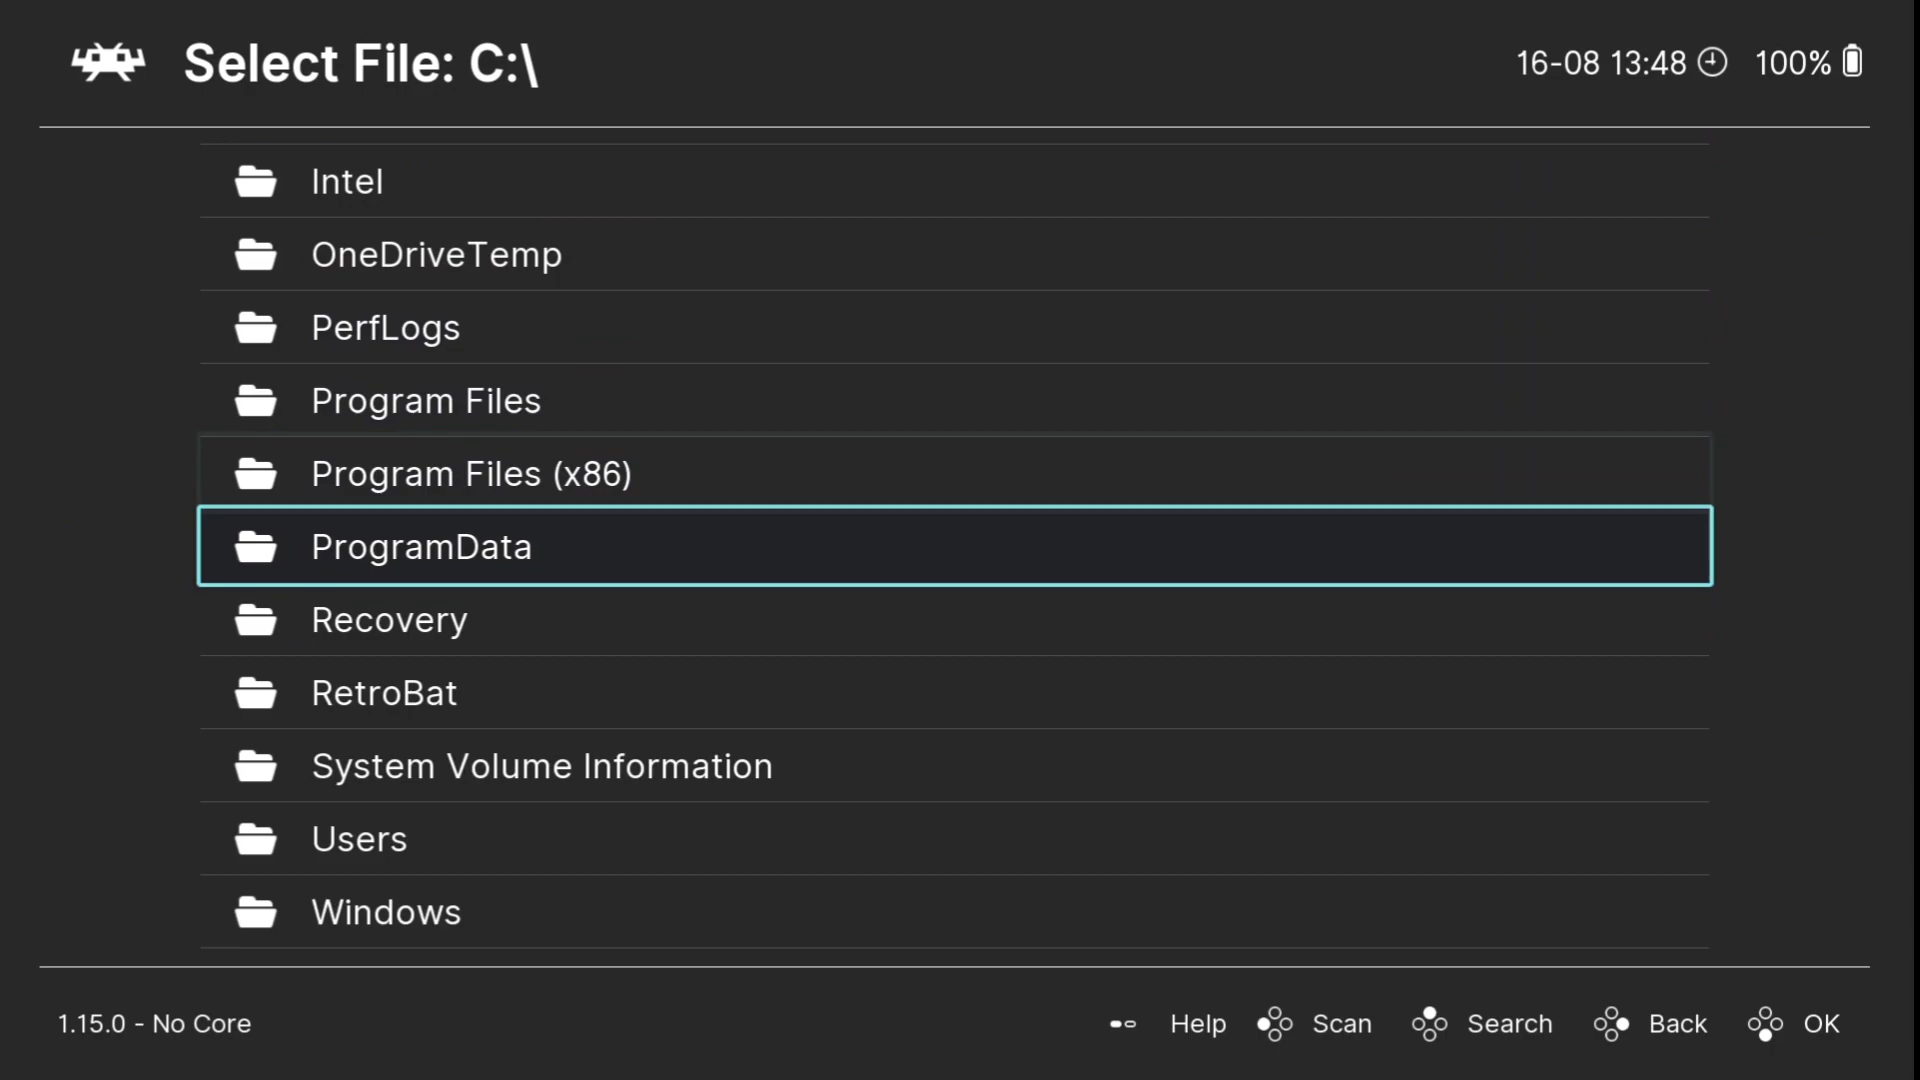 Select File: C:\
16-08 13:48 100%
Intel
OneDriveTemp
PerfLogs
Program Files
Program Files (x86)
ProgramData
Recovery
RetroBat
System Volume Information
Users
Windows
1.15.0 - No Core
Help Scan Search Back OK